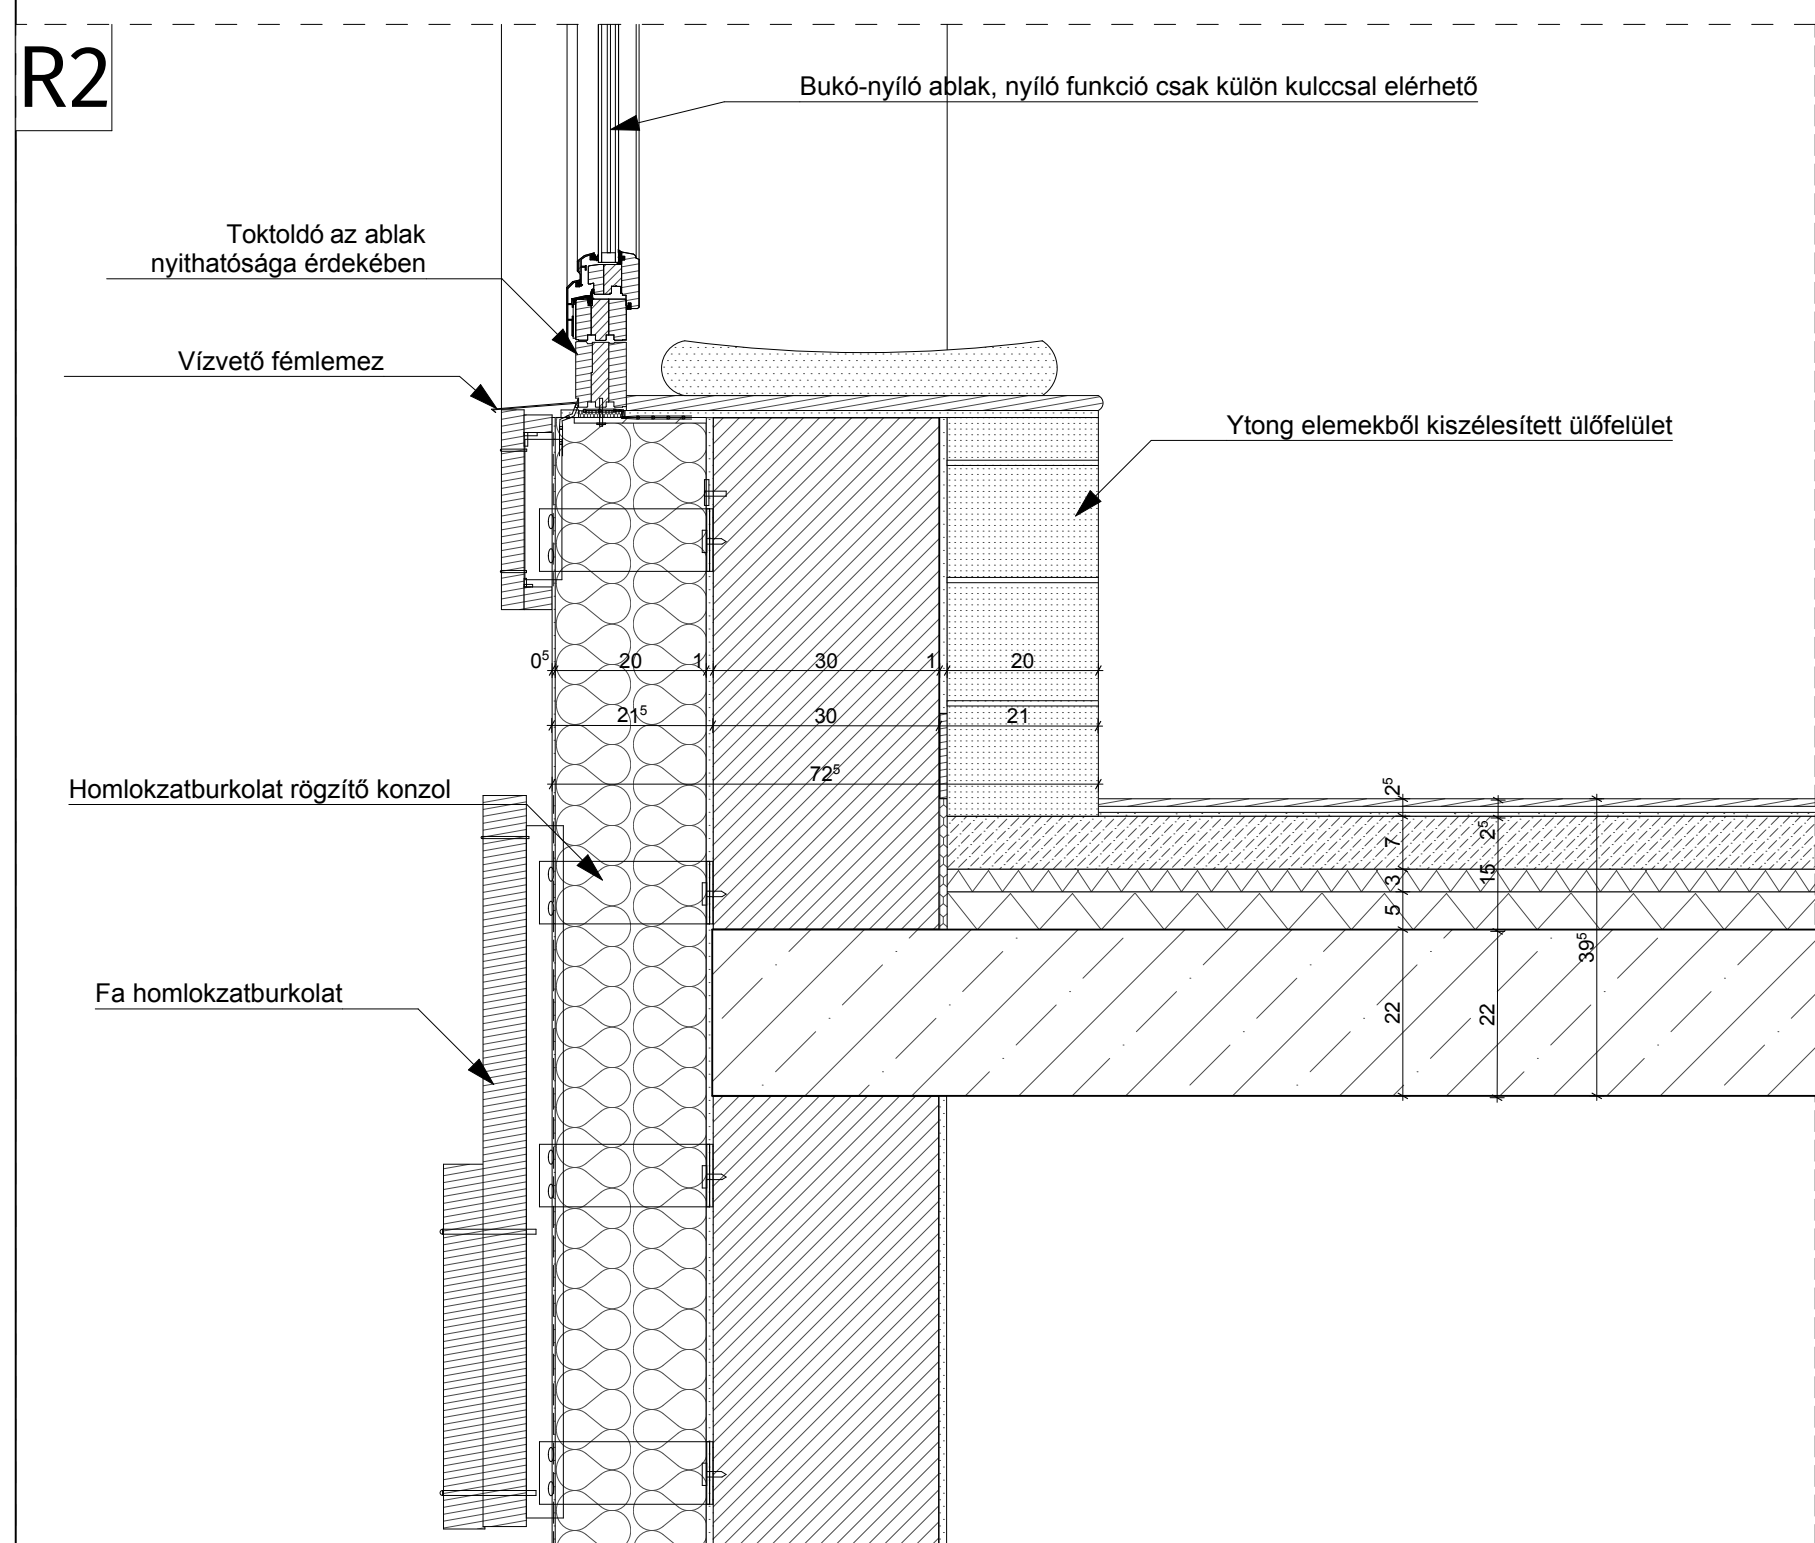 R2
Bukó-nyíló ablak, nyíló funkció csak külön kulccsal elérhető
Toktoldó az ablak
nyithatósága érdekében
Vízvető fémlemez
Ytong elemekből kiszélesített ülőfelület
0⁵ 20 1 30 1 20
21⁵ 30 21
72⁵
Homlokzatburkolat rögzítő konzol
2⁵
7 2⁵
3 15
5
39⁵
22 22
Fa homlokzatburkolat